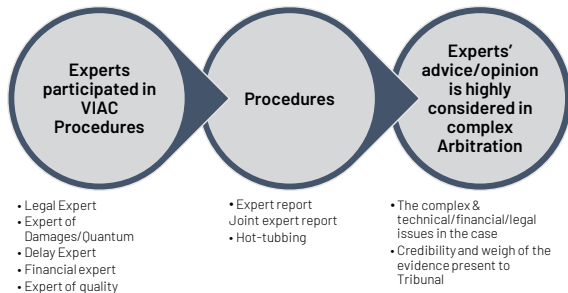 Experts
participated in
VIAC
Procedures
Procedures
Experts’
advice/opinion
is highly
considered in
complex
Arbitration
• Legal Expert
• Expert of
Damages/Quantum
• Delay Expert
• Financial expert
• Expert of quality
• Expert report
Joint expert report
• Hot-tubbing
• The complex &
technical/financial/legal
issues in the case
• Credibility and weigh of the
evidence present to
Tribunal